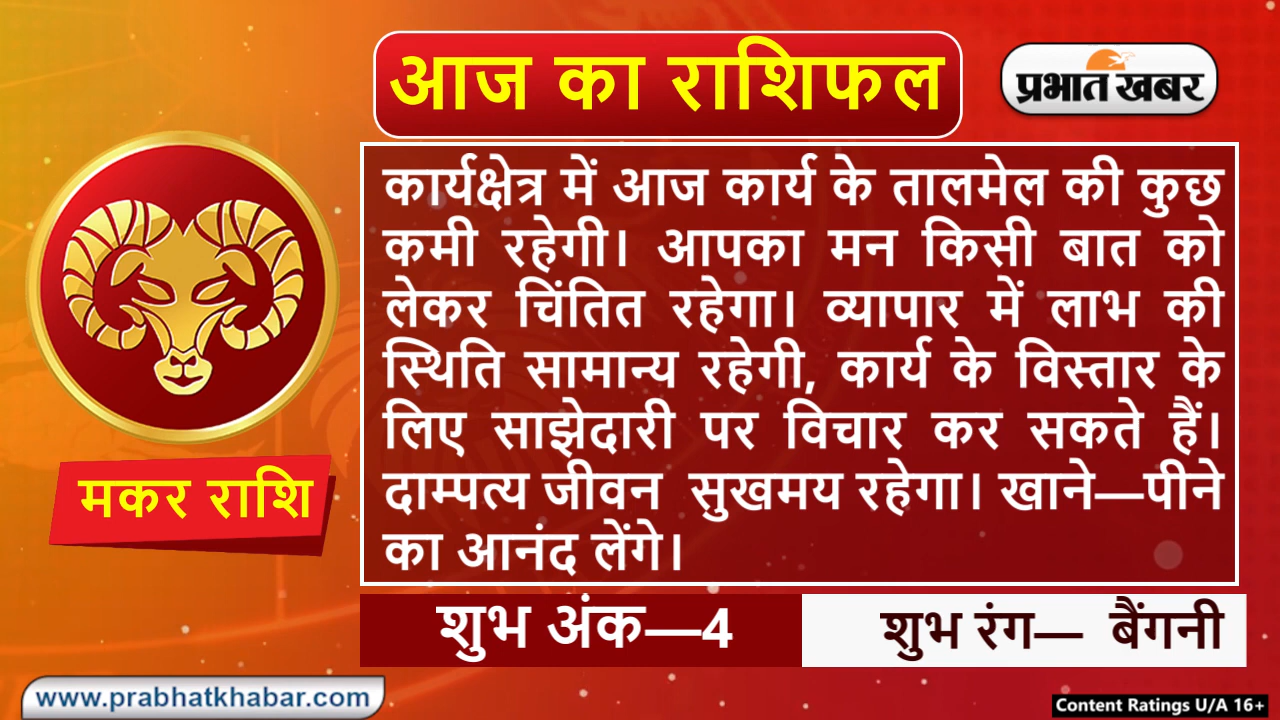 आज का राशिफल
प्रभात खबर
कार्यक्षेत्र में आज कार्य के तालमेल की कुछ
कमी रहेगी। आपका मन किसी बात को
लेकर चिंतित रहेगा। व्यापार में लाभ की
स्थिति सामान्य रहेगी, कार्य के विस्तार के
लिए साझेदारी पर विचार कर सकते हैं।
दाम्पत्य जीवन सुखमय रहेगा। खाने—पीने
का आनंद लेंगे।
मकर राशि
शुभ अंक—4
शुभ रंग— बैंगनी
www.prabhatkhabar.com
Content Ratings U/A 16+